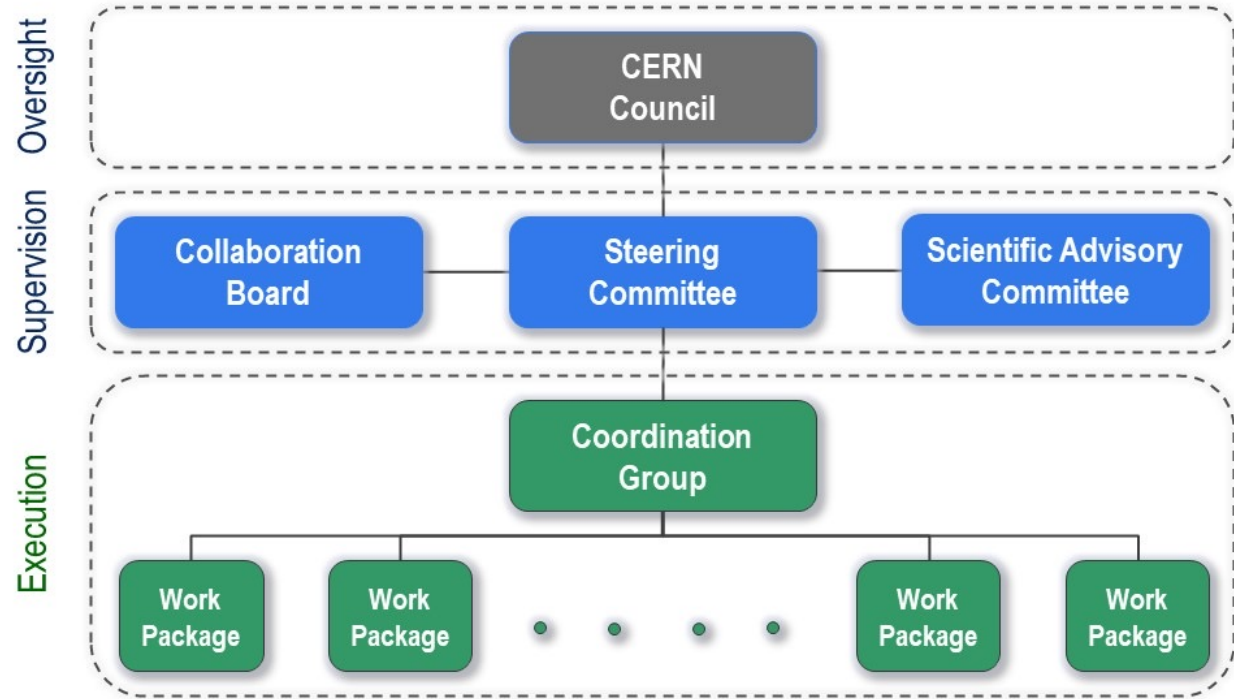 Oversight
CERN
Council
Supervision
Collaboration
Board
Steering
Committee
Scientific Advisory
Committee
Execution
Coordination
Group
Work
Package
Work
Package
Work
Package
Work
Package